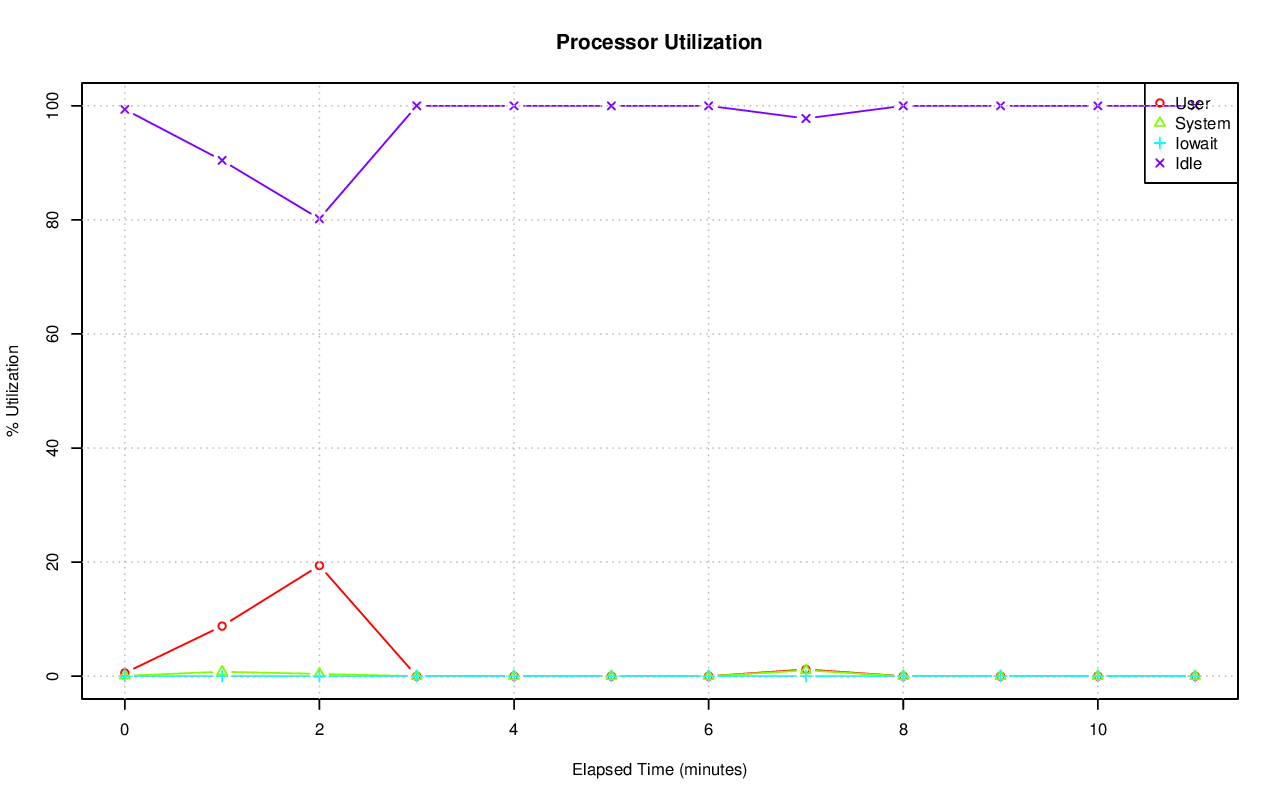 Processor Utilization
100
80
60
40
20
0
% Utilization
User
System
Iowait
Idle
0 2 4 6 8 10
Elapsed Time (minutes)